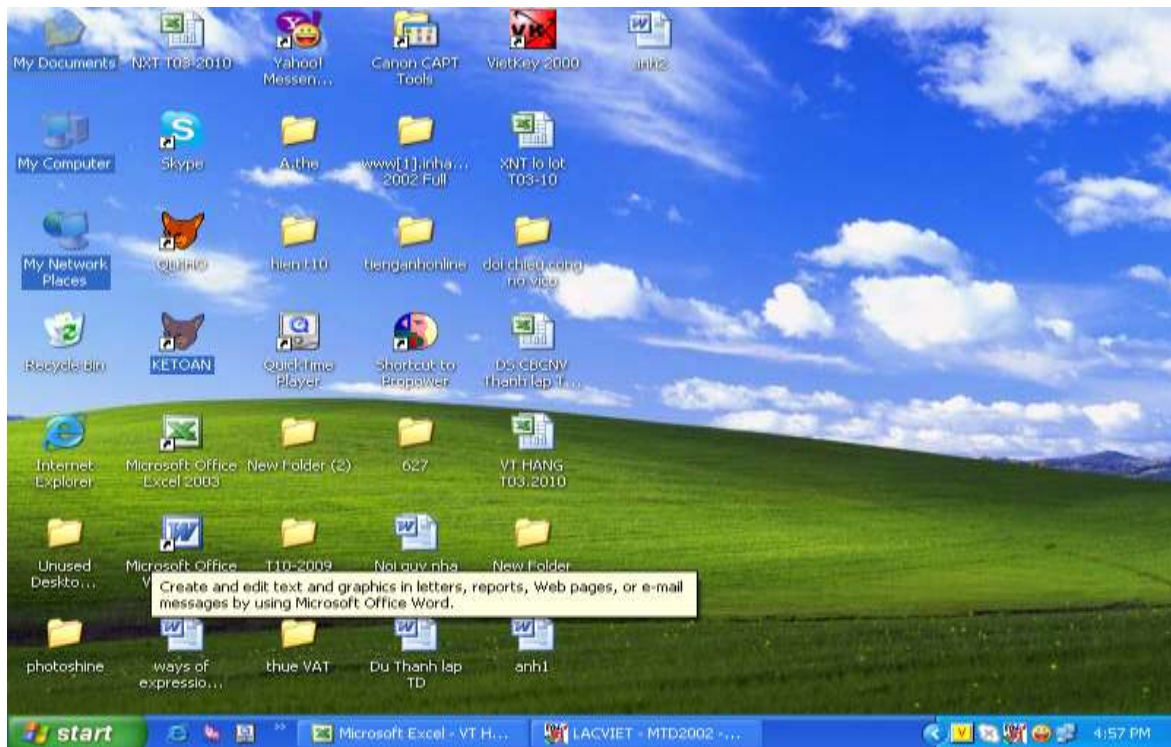 My Documents
NXT T03-2010
Yahoo!
Messen...
Canon CAPT
Tools
VietKey 2000
anh2
My Computer
Skype
A.the
www[1].inha...
2002 Full
XNT lo lot
T03-10
My Network
Places
hien t10
tienganhonline
doi chieu cong
no vico
Recycle Bin
KETOAN
QuickTime
Player
Shortcut to
Propower
DS CBCNV
thanh lap T...
Internet
Explorer
Microsoft Office
Excel 2003
New Folder (2)
627
VT HANG
T03.2010
Unused
Deskto...
Microsoft Office
T10-2009
Noi quy nha
New Folder
Create and edit text and graphics in letters, reports, Web pages, or e-mail
messages by using Microsoft Office Word.
photoshine
ways of
expressio...
thue VAT
Du Thanh lap
TD
anh1
start
Microsoft Excel - VT H...
LACVIET - MTD2002 -...
4:57 PM